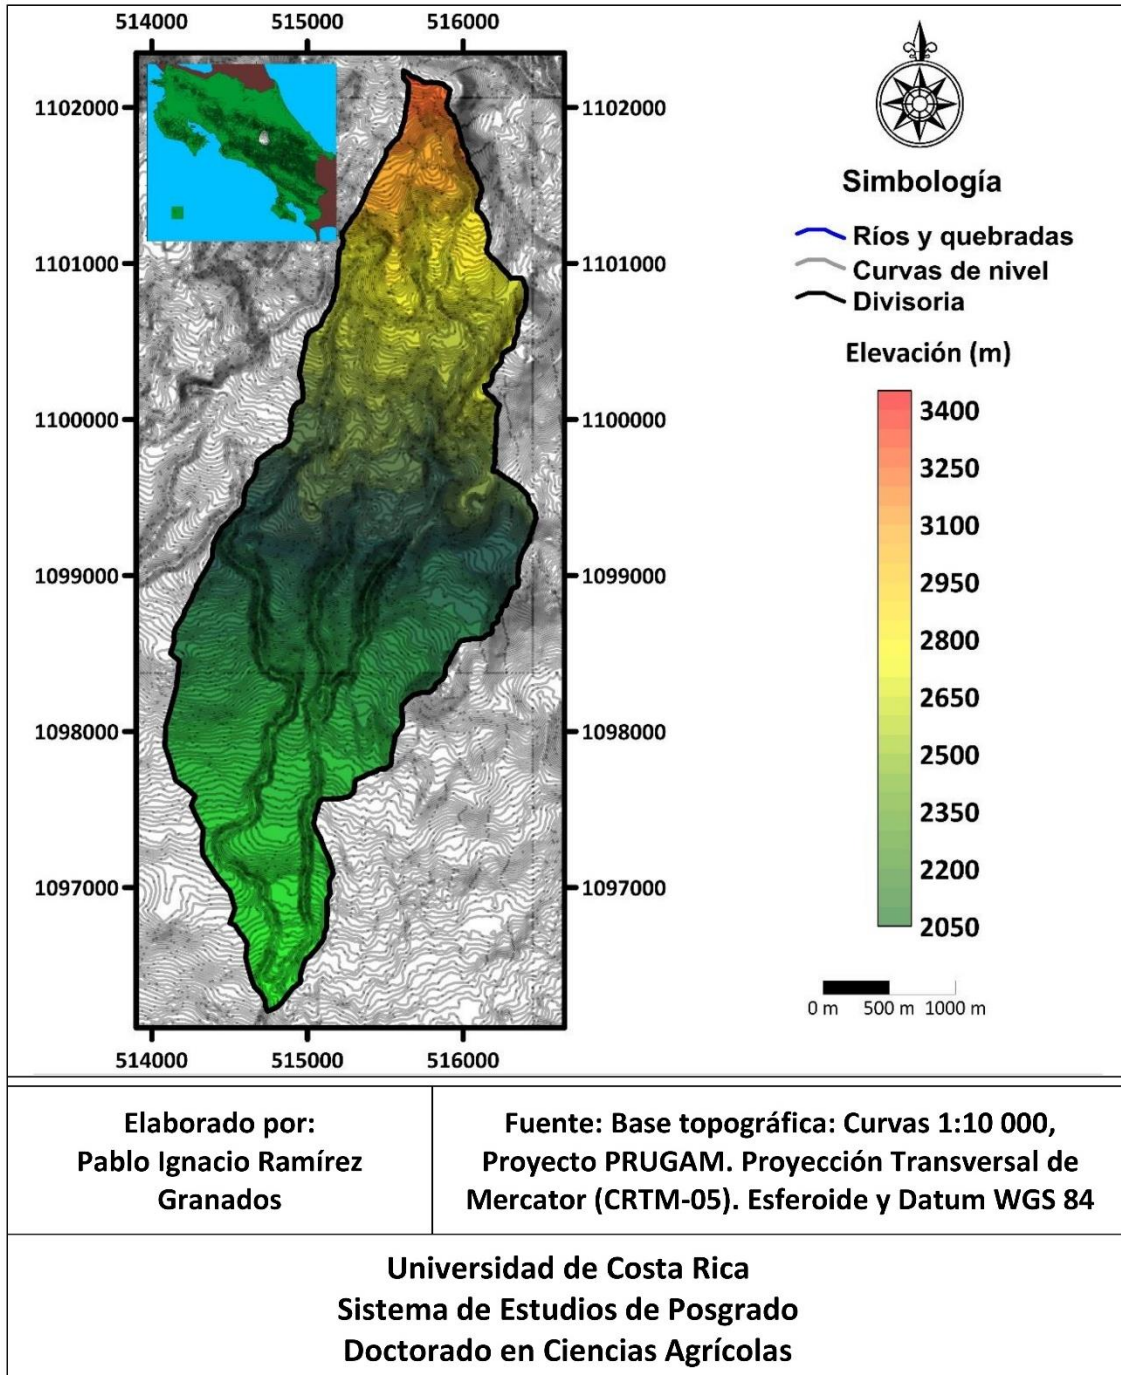 514000 515000 516000
1102000 1102000
1101000 1101000
1100000 1100000
1099000 1099000
1098000 1098000
1097000 1097000
514000 515000 516000
Simbología
Ríos y quebradas
Curvas de nivel
Divisoria
Elevación (m)
3400
3250
3100
2950
2800
2650
2500
2350
2200
2050
0 m 500 m 1000 m
Elaborado por:
Pablo Ignacio Ramírez
Granados
Fuente: Base topográfica: Curvas 1:10 000,
Proyecto PRUGAM. Proyección Transversal de
Mercator (CRTM-05). Esferoide y Datum WGS 84
Universidad de Costa Rica
Sistema de Estudios de Posgrado
Doctorado en Ciencias Agrícolas